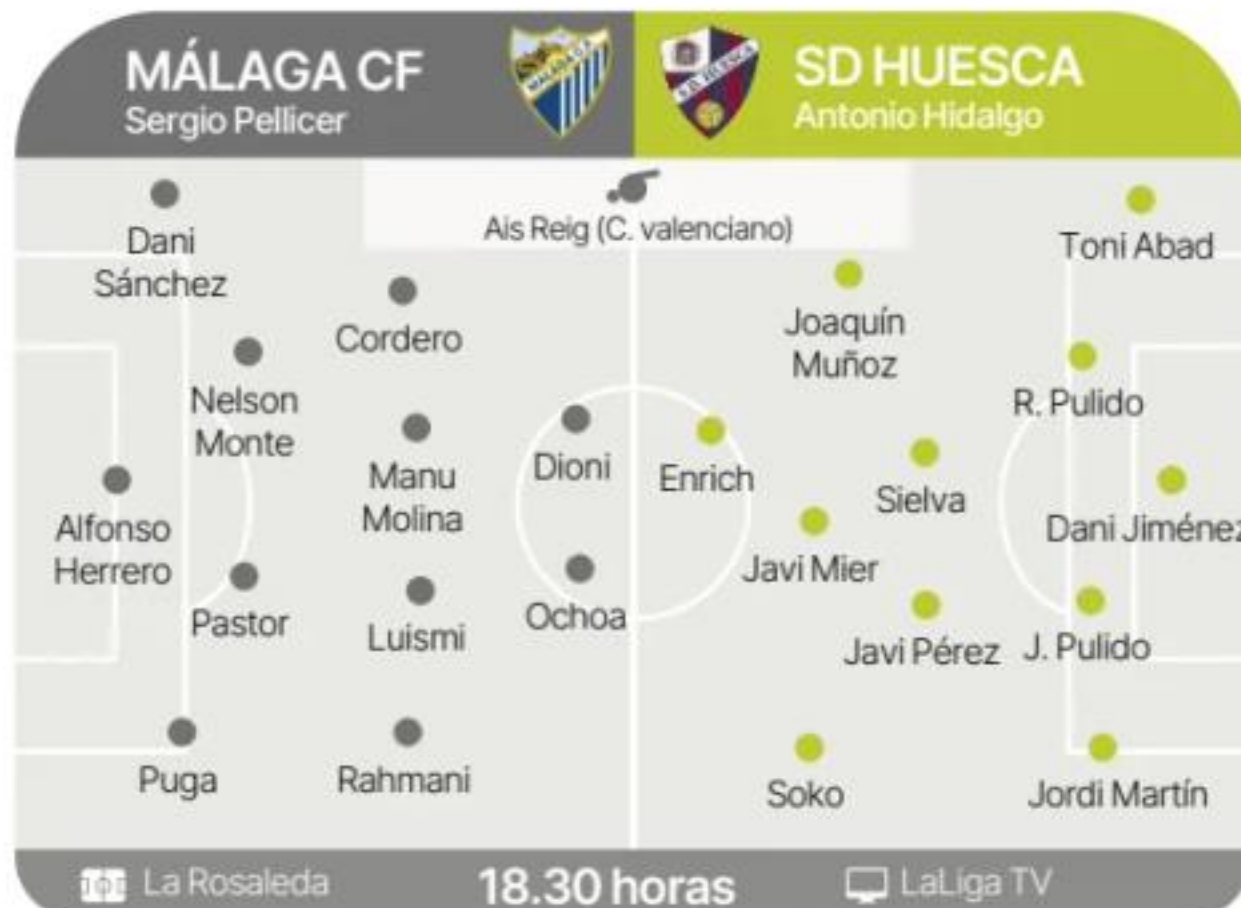 MÁLAGA CF
Sergio Pellicer
MÁLAGA
SD HUESCA
Antonio Hidalgo
S.D. HUESCA
Ais Reig (C. valenciano)
Dani
Sánchez
Cordero
Nelson
Monte
Manu
Molina
Dioni
Alfonso
Herrero
Pastor
Luismi
Ochoa
Puga
Rahmani
Toni Abad
Joaquín
Muñoz
R. Pulido
Enrich
Sielva
Dani Jiménez
Javi Mier
Javi Pérez
J. Pulido
Soko
Jordi Martín
La Rosaleda
18.30 horas
LaLiga TV